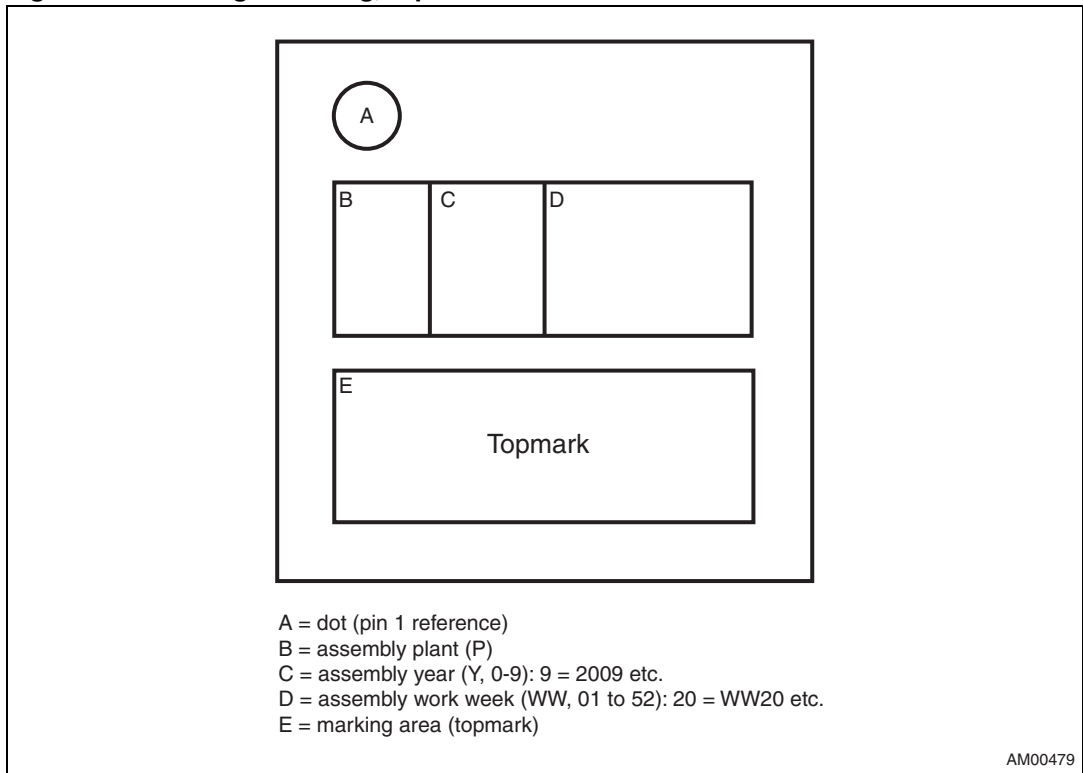 A
B C D
E
Topmark
A = dot (pin 1 reference)
B = assembly plant (P)
C = assembly year (Y, 0-9): 9 = 2009 etc.
D = assembly work week (WW, 01 to 52): 20 = WW20 etc.
E = marking area (topmark)
AM00479